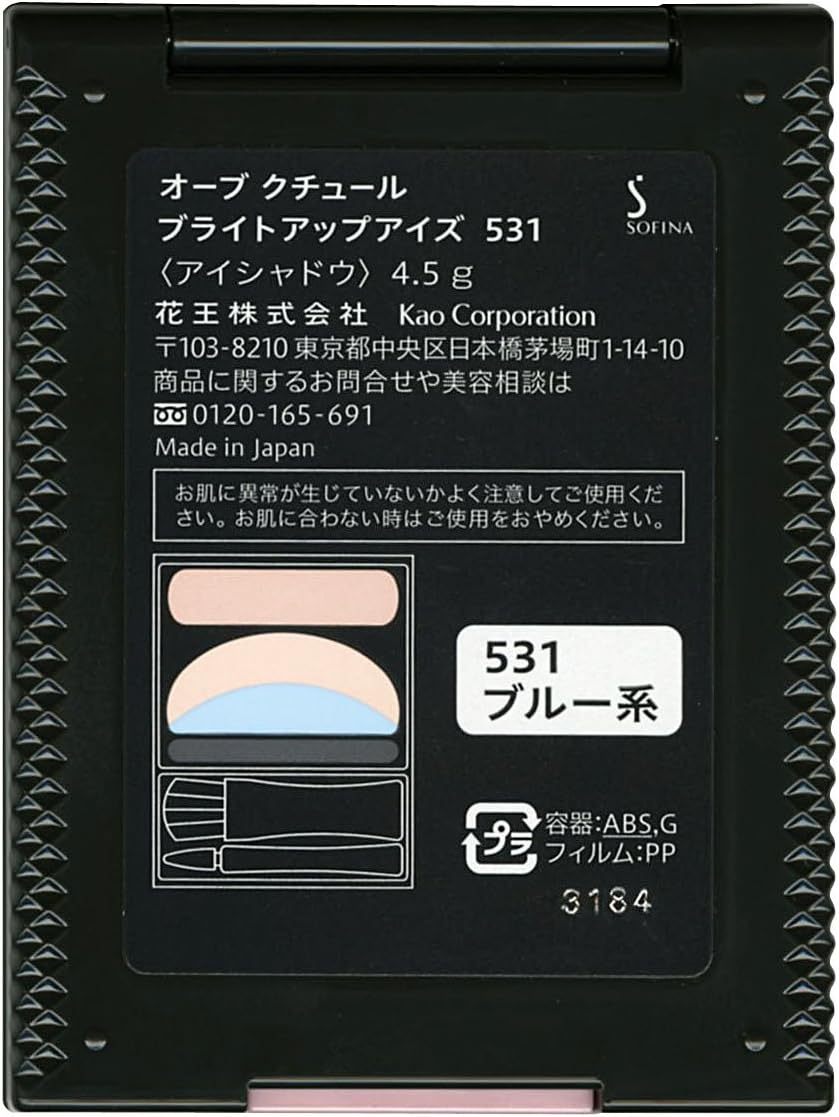 オーブ クチュール
ブライトアップアイズ 531
〈アイシャドウ〉 4.5 g
SOFINA
花王株式会社 Kao Corporation
〒103-8210 東京都中央区日本橋茅場町1-14-10
商品に関するお問合せや美容相談は
0120-165-691
Made in Japan
お肌に異常が生じていないかよく注意してご使用くだ
さい。お肌に合わない時はご使用をおやめください。
531
ブルー系
プラ
容器:ABS,G
フィルム:PP
3184